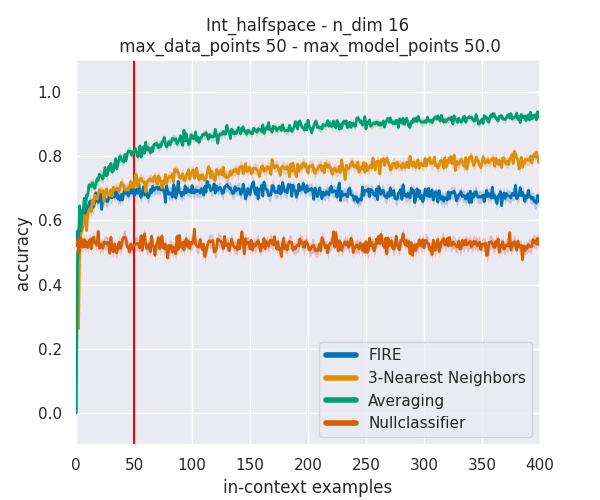 Int_halfspace - n_dim 16
max_data_points 50 - max_model_points 50.0
accuracy
1.0
0.8
0.6
0.4
0.2
0.0
FIRE
3-Nearest Neighbors
Averaging
Nullclassifier
0 50 100 150 200 250 300 350 400
in-context examples